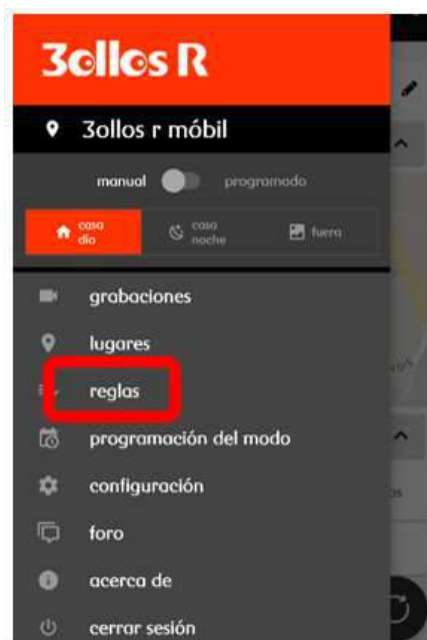 3ollos R
3ollos r móbil
manual programado
casa día casa noche fuera
grabaciones
lugares
reglas
programación del modo
configuración
foro
acerca de
cerrar sesión